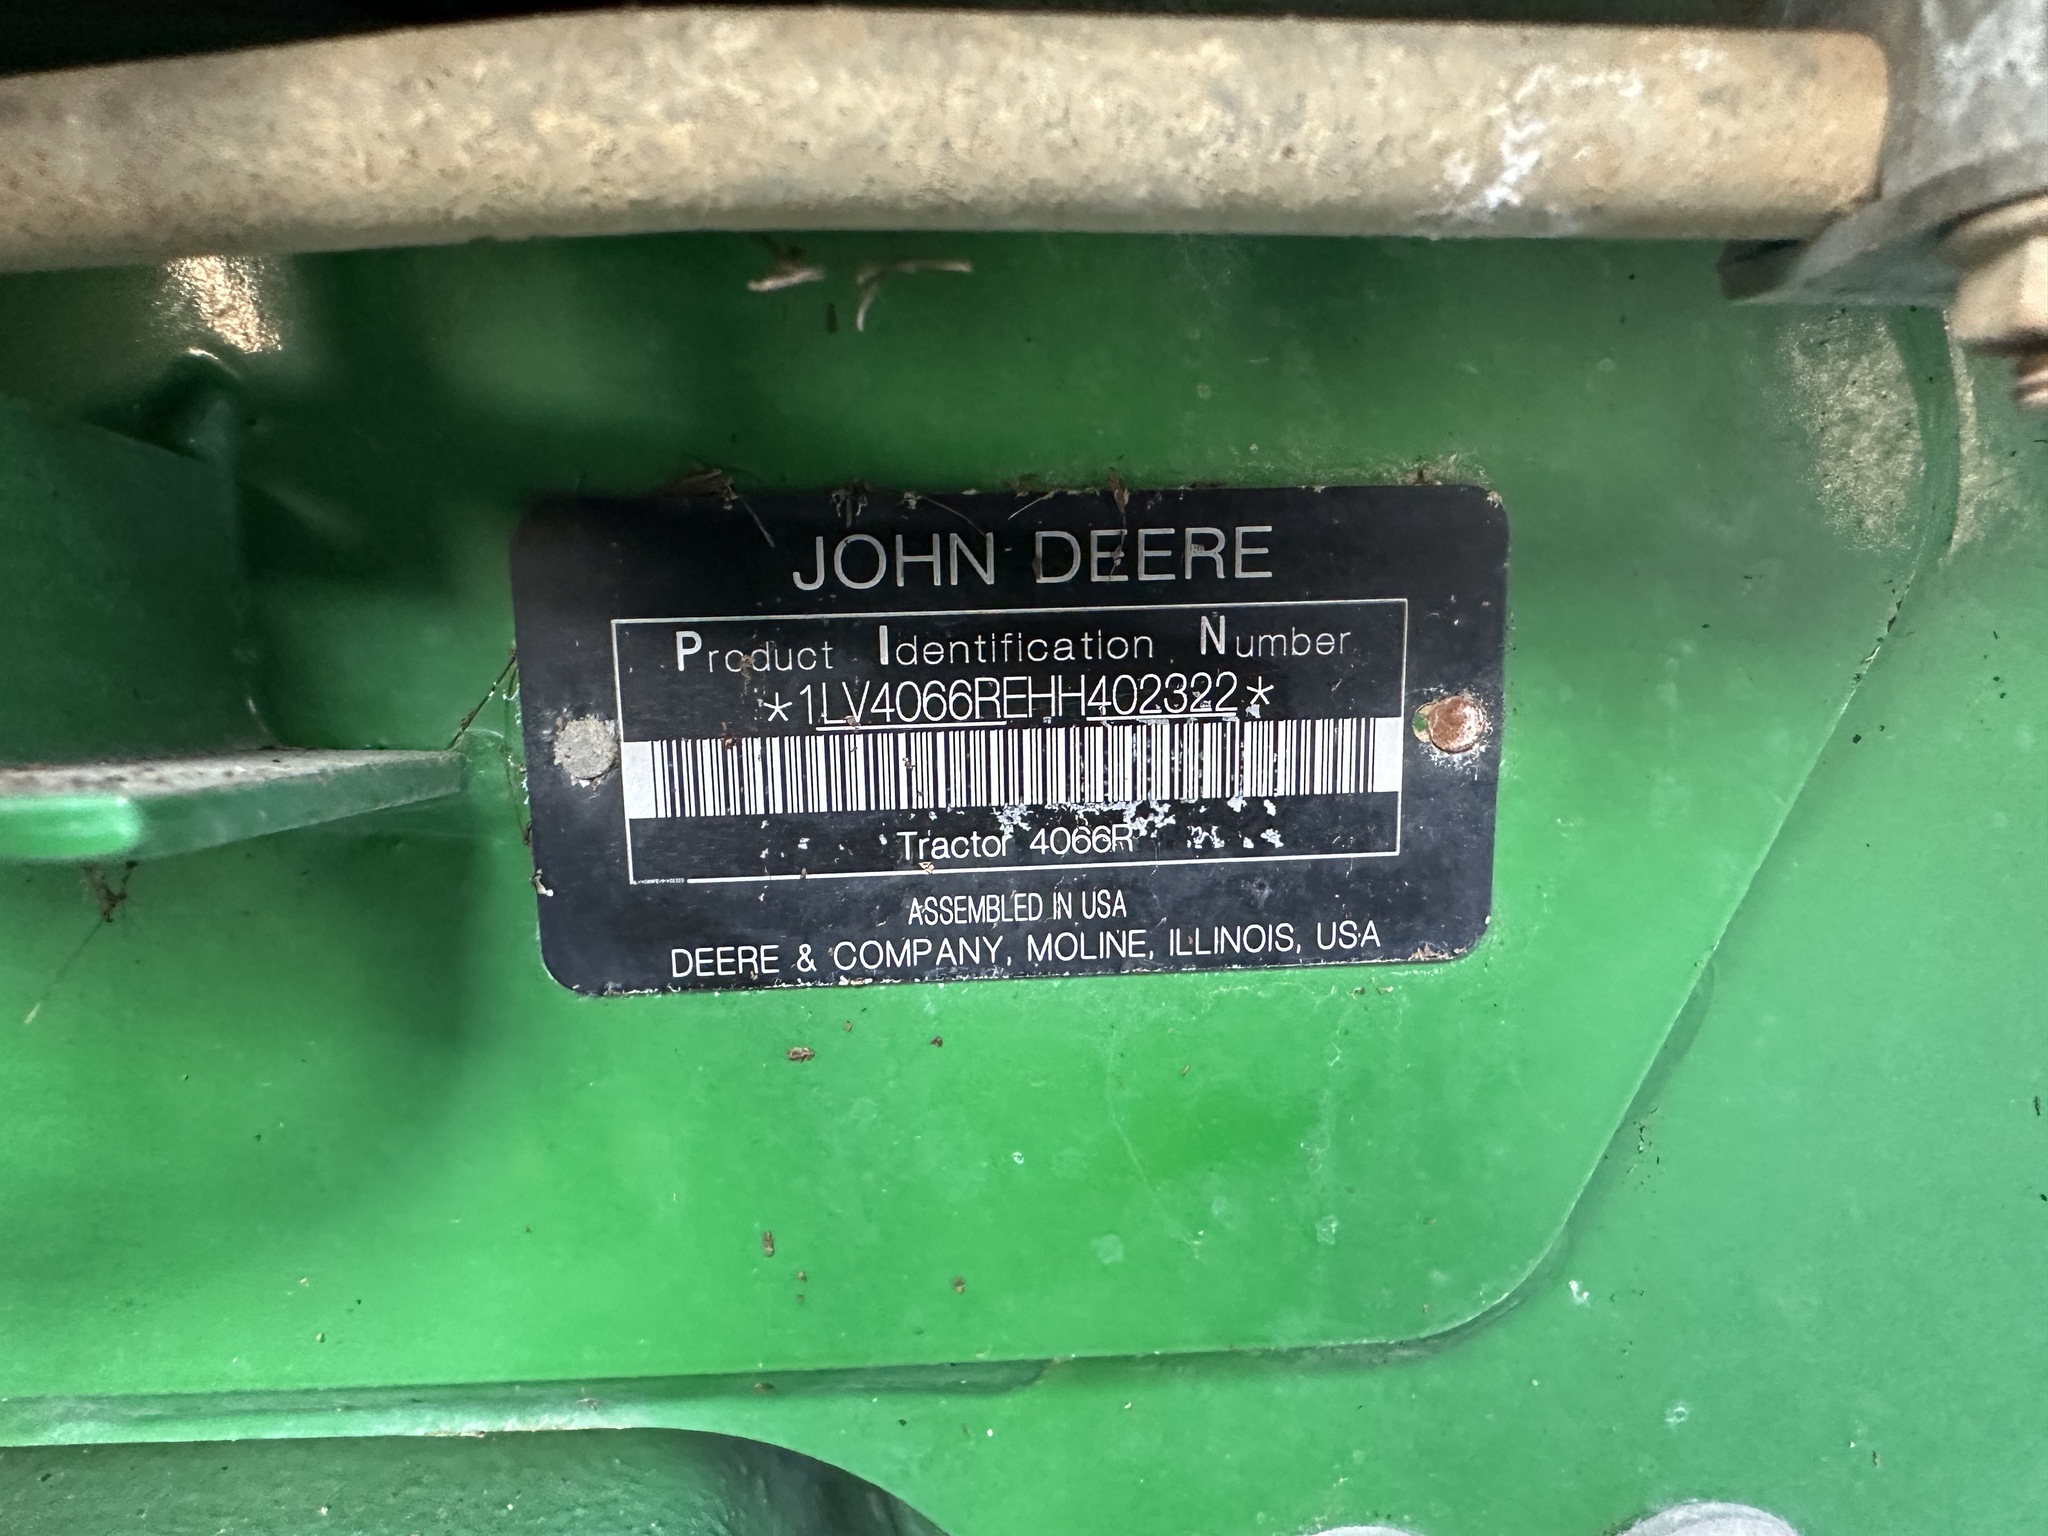 JOHN DEERE
Product Identification Number
*1LV4066REHH402322*
Tractor 4066R
ASSEMBLED IN USA
DEERE & COMPANY, MOLINE, ILLINOIS, USA